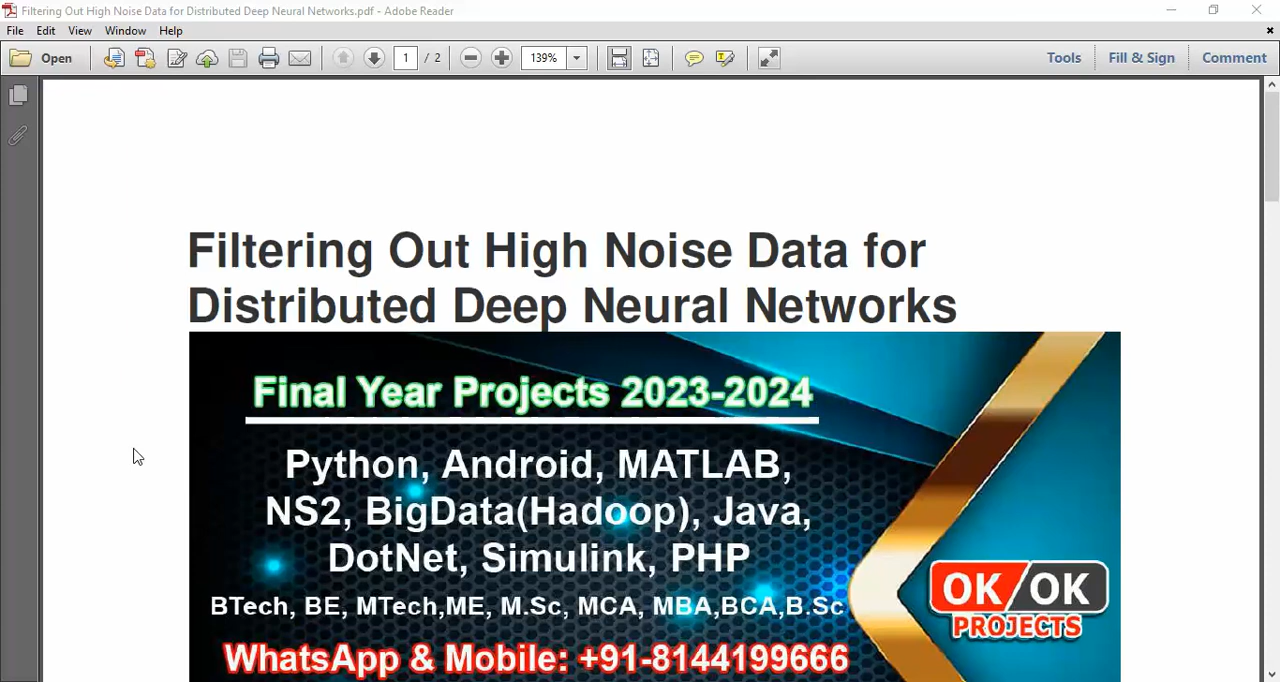 Filtering Out High Noise Data for Distributed Deep Neural Networks.pdf - Adobe Reader
File Edit View Window Help
Open 1 / 2 139% Tools Fill & Sign Comment
Filtering Out High Noise Data for
Distributed Deep Neural Networks
Final Year Projects 2023-2024
Python, Android, MATLAB,
NS2, BigData(Hadoop), Java,
DotNet, Simulink, PHP
BTech, BE, MTech,ME, M.Sc, MCA, MBA,BCA,B.Sc
OK/OK
PROJECTS
WhatsApp & Mobile: +91-8144199666